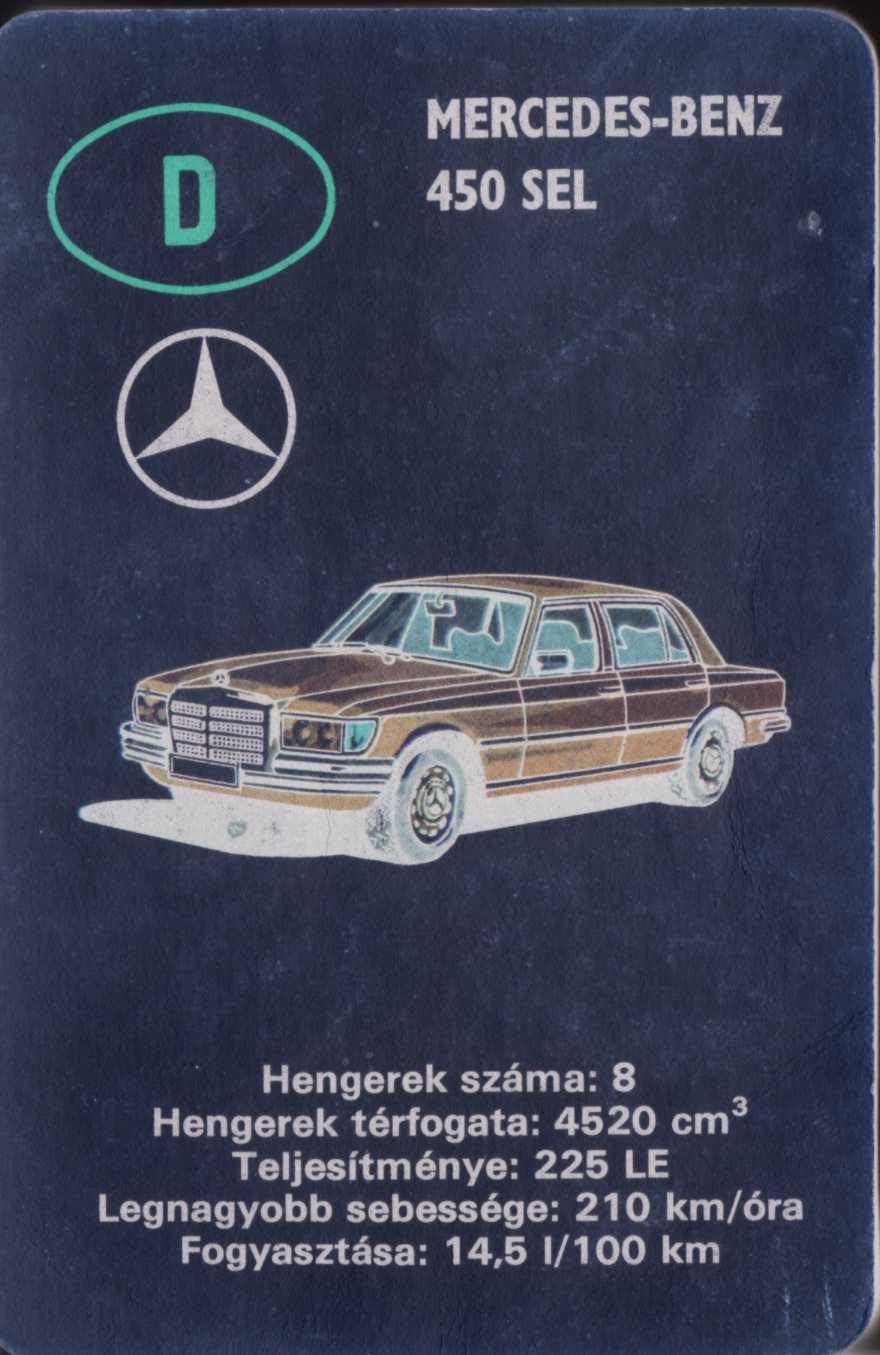 D
MERCEDES-BENZ
450 SEL
Hengerek száma: 8
Hengerek térfogata: 4520 cm³
Teljesítménye: 225 LE
Legnagyobb sebessége: 210 km/óra
Fogyasztása: 14,5 l/100 km